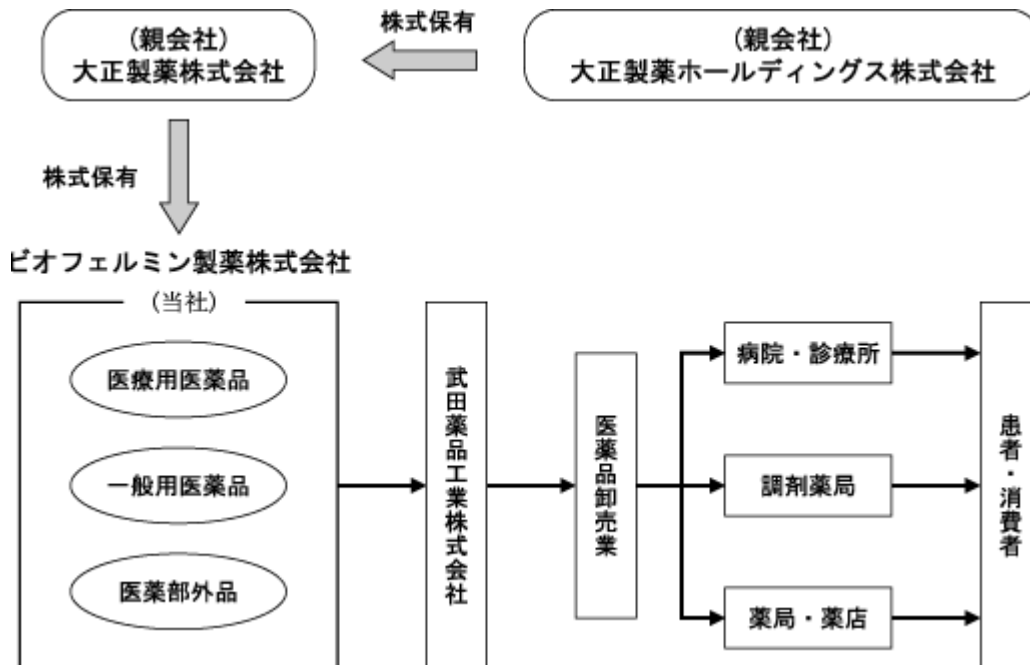 (親会社)
大正製薬株式会社
株式保有
(親会社)
大正製薬ホールディングス株式会社
株式保有
ビオフェルミン製薬株式会社
(当社)
医療用医薬品
一般用医薬品
医薬部外品
武田薬品工業株式会社
医薬品卸売業
病院・診療所
調剤薬局
薬局・薬店
患者・消費者